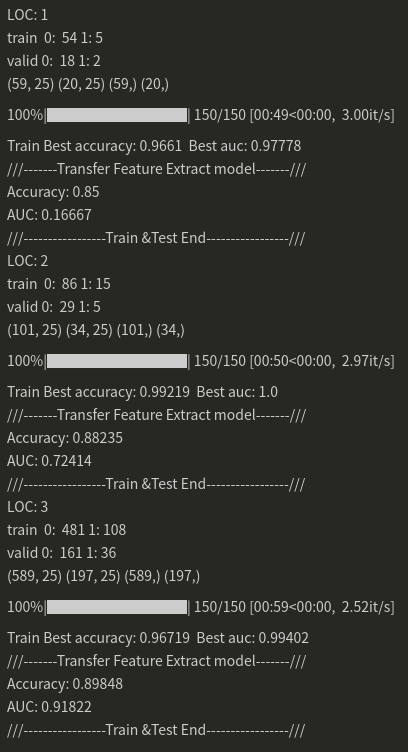 LOC: 1
train  0:  54 1: 5
valid 0:  18 1: 2
(59, 25) (20, 25) (59,) (20,)
100%|██████████| 150/150 [00:49<00:00,  3.00it/s]
Train Best accuracy: 0.9661  Best auc: 0.97778
///-------Transfer Feature Extract model-------///
Accuracy: 0.85
AUC: 0.16667
///-----------------Train &Test End-----------------///
LOC: 2
train  0:  86 1: 15
valid 0:  29 1: 5
(101, 25) (34, 25) (101,) (34,)
100%|██████████| 150/150 [00:50<00:00,  2.97it/s]
Train Best accuracy: 0.99219  Best auc: 1.0
///-------Transfer Feature Extract model-------///
Accuracy: 0.88235
AUC: 0.72414
///-----------------Train &Test End-----------------///
LOC: 3
train  0:  481 1: 108
valid 0:  161 1: 36
(589, 25) (197, 25) (589,) (197,)
100%|██████████| 150/150 [00:59<00:00,  2.52it/s]
Train Best accuracy: 0.96719  Best auc: 0.99402
///-------Transfer Feature Extract model-------///
Accuracy: 0.89848
AUC: 0.91822
///-----------------Train &Test End-----------------///